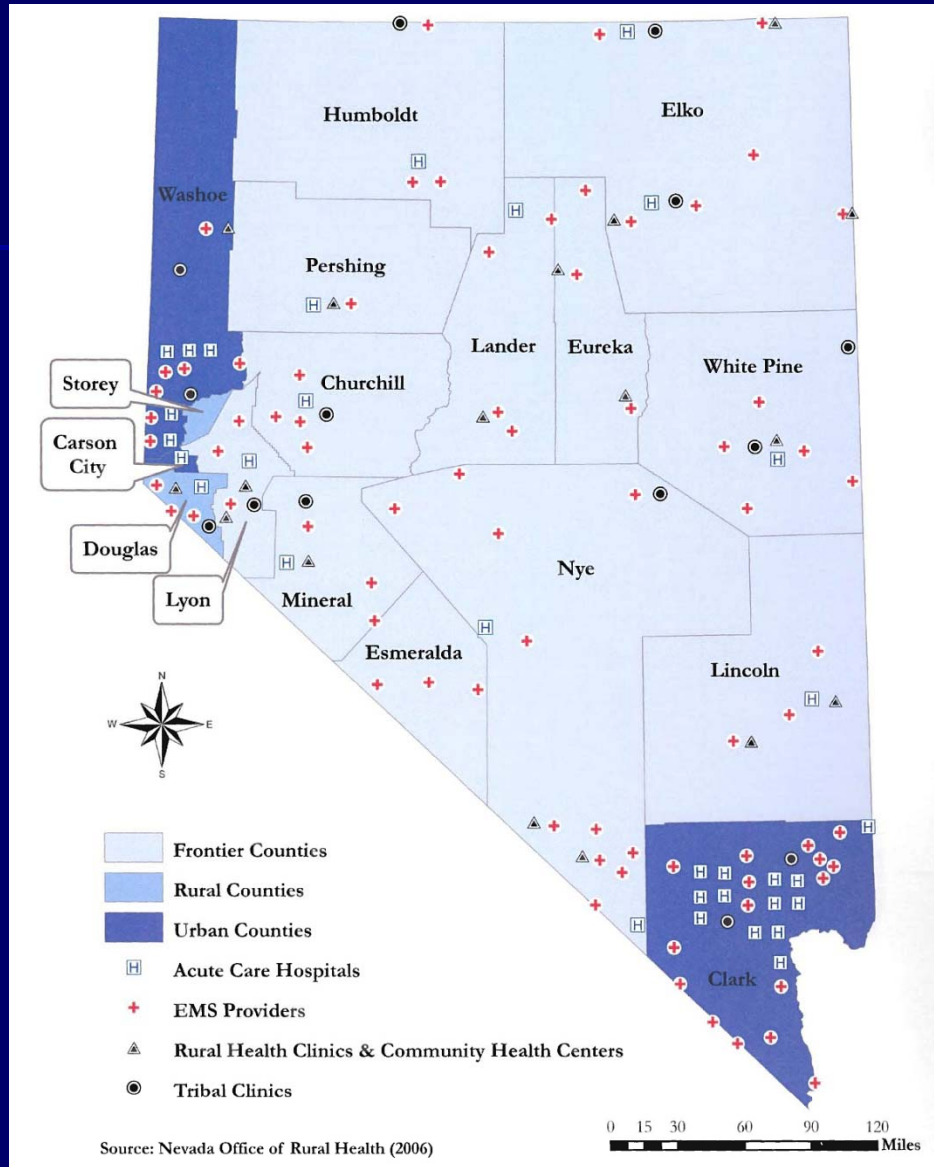 Humboldt
Elko
Washoe
Pershing
Lander
Eureka
White Pine
Storey
Churchill
Carson
City
Douglas
Lyon
Nye
Mineral
Esmeralda
Lincoln
N
W
E
S
Clark
Frontier Counties
Rural Counties
Urban Counties
H Acute Care Hospitals
EMS Providers
Rural Health Clinics & Community Health Centers
Tribal Clinics
0 15 30 60 90 120
Miles
Source: Nevada Office of Rural Health (2006)